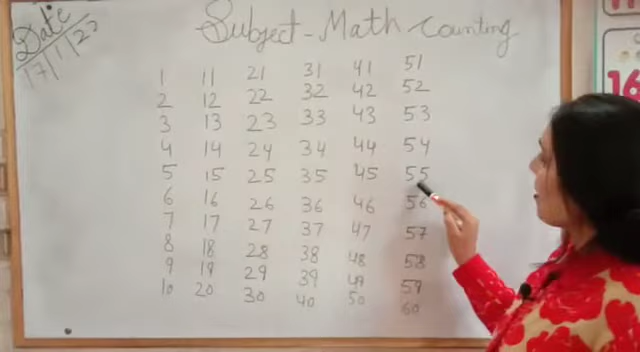 Date
17/1/22
Subject - Math Counting
1 11 21 31 41 51
2 12 22 32 42 52
3 13 23 33 43 53
4 14 24 34 44 54
5 15 25 35 45 55
6 16 26 36 46 56
7 17 27 37 47 57
8 18 28 38 48 58
9 19 29 39 49 59
10 20 30 40 50 60
16